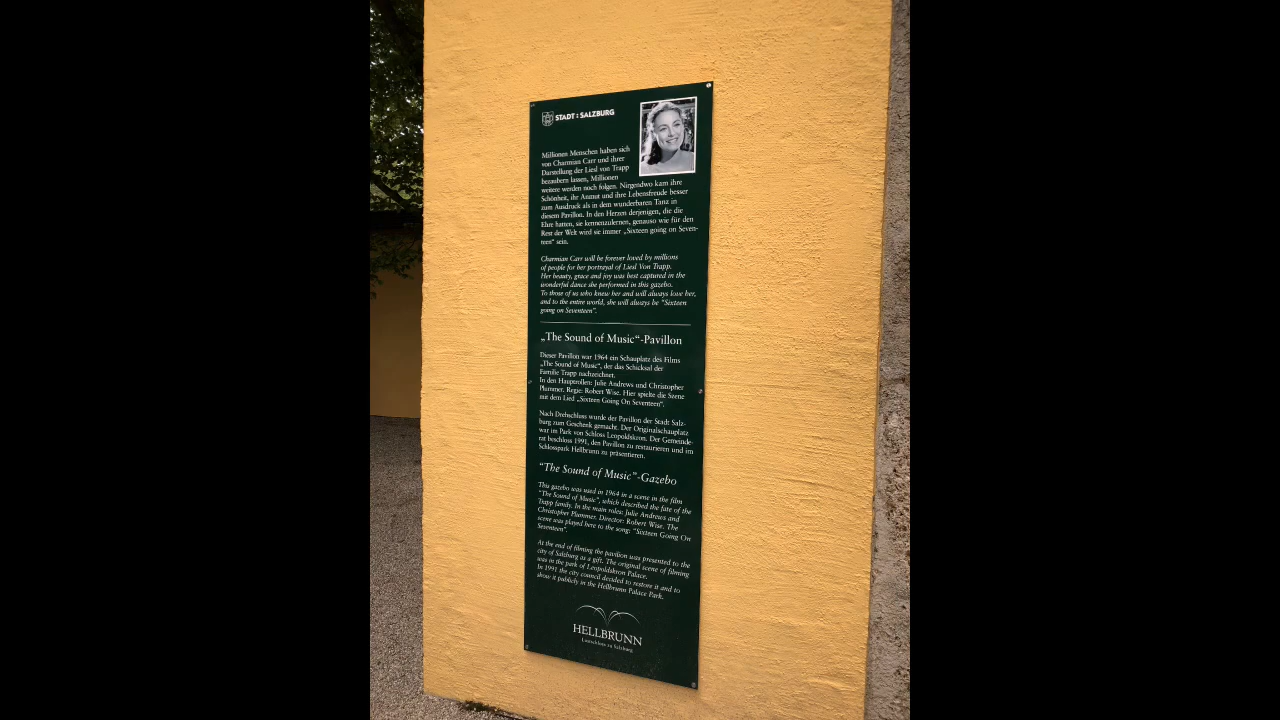 STADT : SALZBURG
Millionen Menschen haben sich
von Charmian Carr und ihrer
Darstellung der Liesl von Trapp
bezaubern lassen, Millionen
weitere werden noch folgen. Nirgendwo kam ihre
Schönheit, ihr Anmut und ihre Lebensfreude besser
zum Ausdruck als in dem wunderbaren Tanz in
diesem Pavillon. In den Herzen derjenigen, die die
Ehre hatten, sie kennenzulernen, genauso wie für den
Rest der Welt wird sie immer „Sixteen going on Seven-
teen“ sein.
Charmian Carr will be forever loved by millions
of people for her portrayal of Liesl Von Trapp.
Her beauty, grace and joy was best captured in the
wonderful dance she performed in this gazebo.
To those of us who knew her and will always love her,
and to the entire world, she will always be “Sixteen
gong on Seventeen”.
„The Sound of Music“-Pavillon
Dieser Pavillon war 1964 ein Schauplatz des Films
„The Sound of Music“, der das Schicksal der
Familie Trapp nachzeichnet.
In den Hauptrollen: Julie Andrews und Christopher
Plummer. Regie: Robert Wise. Hier spielte die Szene
mit dem Lied „Sixteen Going On Seventeen“.
Nach Drehschluss wurde der Pavillon der Stadt Salz-
burg zum Geschenk gemacht. Der Originalschauplatz
war im Park von Schloss Leopoldskron. Der Gemeinde-
rat beschloss 1991, den Pavillon zu restaurieren und im
Schlosspark Hellbrunn zu präsentieren.
“The Sound of Music”-Gazebo
This gazebo was used in 1964 in a scene in the film
“The Sound of Music”, which described the fate of the
Trapp family. In the main roles: Julie Andrews and
Christopher Plummer. Director: Robert Wise. The
scene was played here to the song: “Sixteen Going On
Seventeen”.
At the end of filming the pavilion was presented to the
city of Salzburg as a gift. The original scene of filming
was in the park of Leopoldskron Palace.
In 1991 the city council decided to restore it and to
show it publicly in the Hellbrunn Palace Park.
HELLBRUNN
Lustschloss zu Salzburg